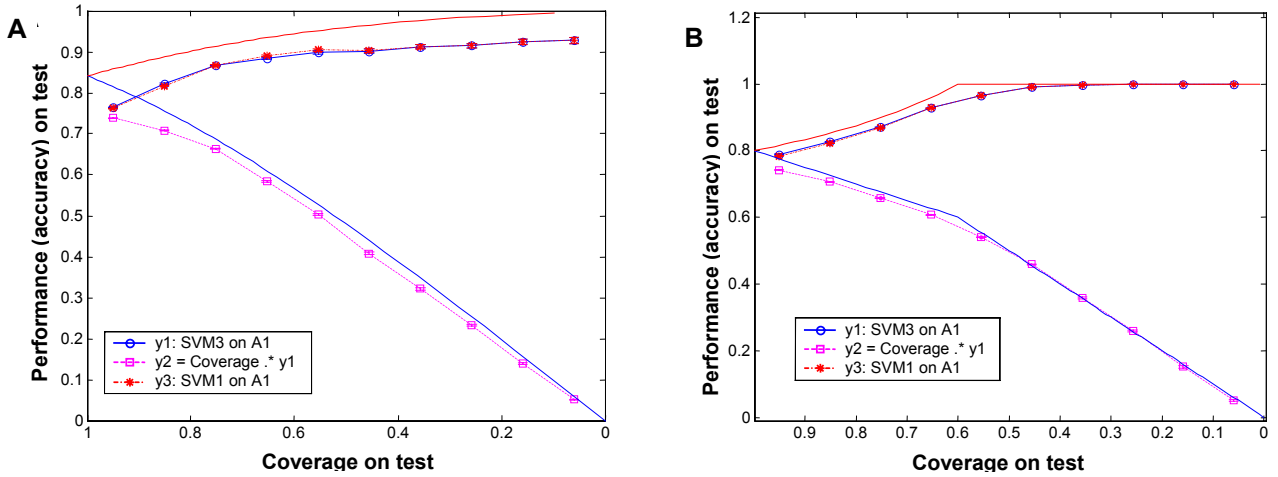 A
Performance (accuracy) on test
1
0.9
0.8
0.7
0.6
0.5
0.4
0.3
0.2
0.1
0
y1: SVM3 on A1
y2 = Coverage .* y1
y3: SVM1 on A1
1 0.8 0.6 0.4 0.2 0
Coverage on test
B
Performance (accuracy) on test
1.2
1
0.8
0.6
0.4
0.2
0
y1: SVM3 on A1
y2 = Coverage .* y1
y3: SVM1 on A1
0.9 0.8 0.7 0.6 0.5 0.4 0.3 0.2 0.1 0
Coverage on test